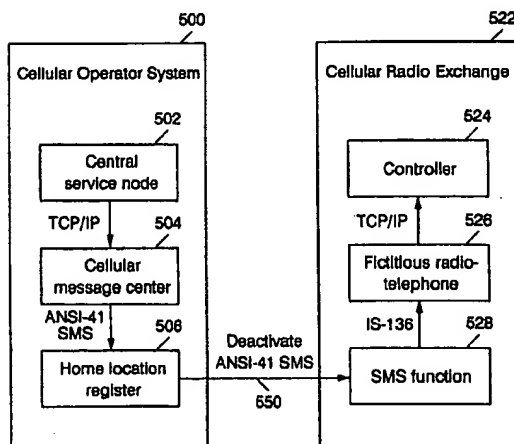 500
522
Cellular Operator System
Cellular Radio Exchange
502
Central
service node
TCP/IP
504
Cellular
message center
ANSI-41
SMS
506
Home location
register
Deactivate
ANSI-41 SMS
550
524
Controller
TCP/IP
526
Fictitious radio-
telephone
IS-136
528
SMS function